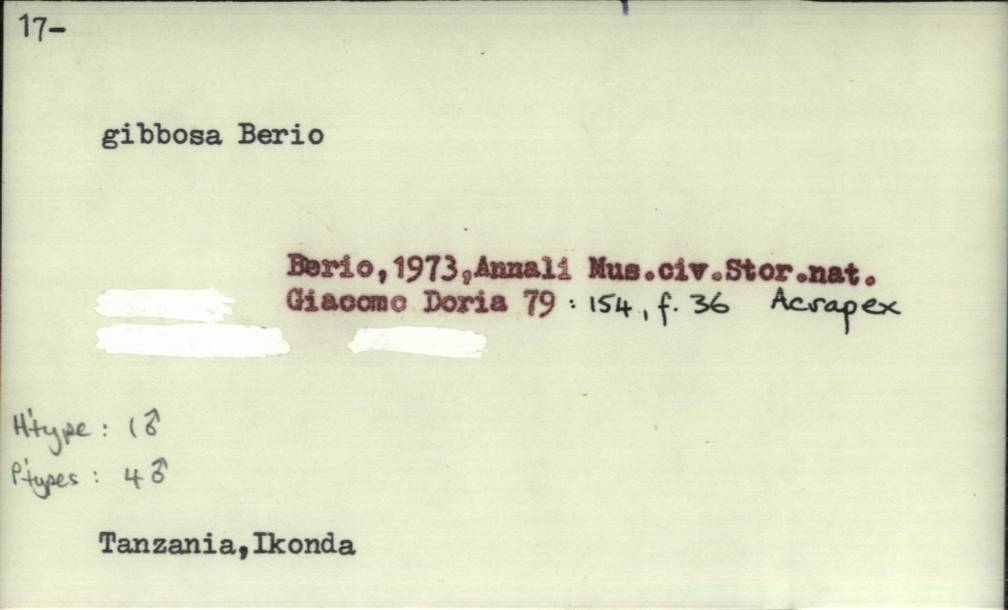 17-
gibbosa Berio
Berio,1973,Annali Mus.civ.Stor.nat.
Giacomo Doria 79 : 154, f. 36 Acrapex
H'type : 1♂
P'types : 4♂
Tanzania,Ikonda